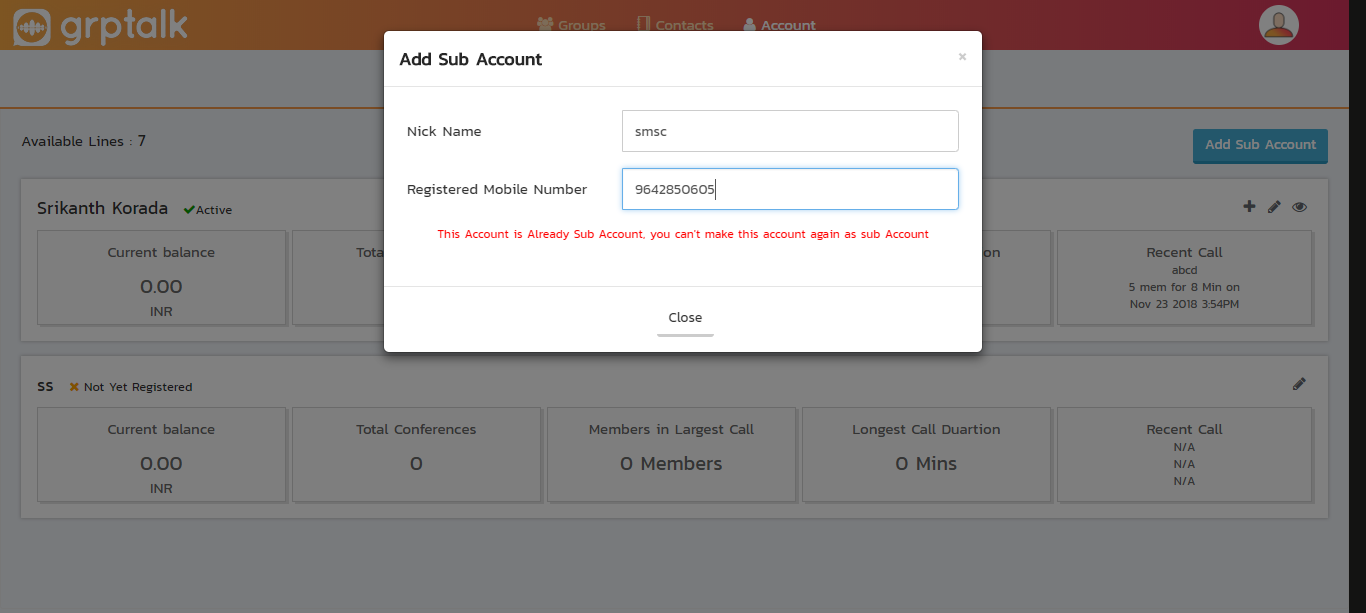 grptalk
Groups Contacts Account
Add Sub Account ×
Nick Name smsc
Registered Mobile Number 9642850605
This Account is Already Sub Account, you can't make this account again as sub Account
Close
Available Lines : 7
Add Sub Account
Srikanth Korada Active
Current balance
0.00
INR
Tota
on
Recent Call
abcd
5 mem for 8 Min on
Nov 23 2018 3:54PM
SS Not Yet Registered
Current balance
0.00
INR
Total Conferences
0
Members in Largest Call
0 Members
Longest Call Duartion
0 Mins
Recent Call
N/A
N/A
N/A